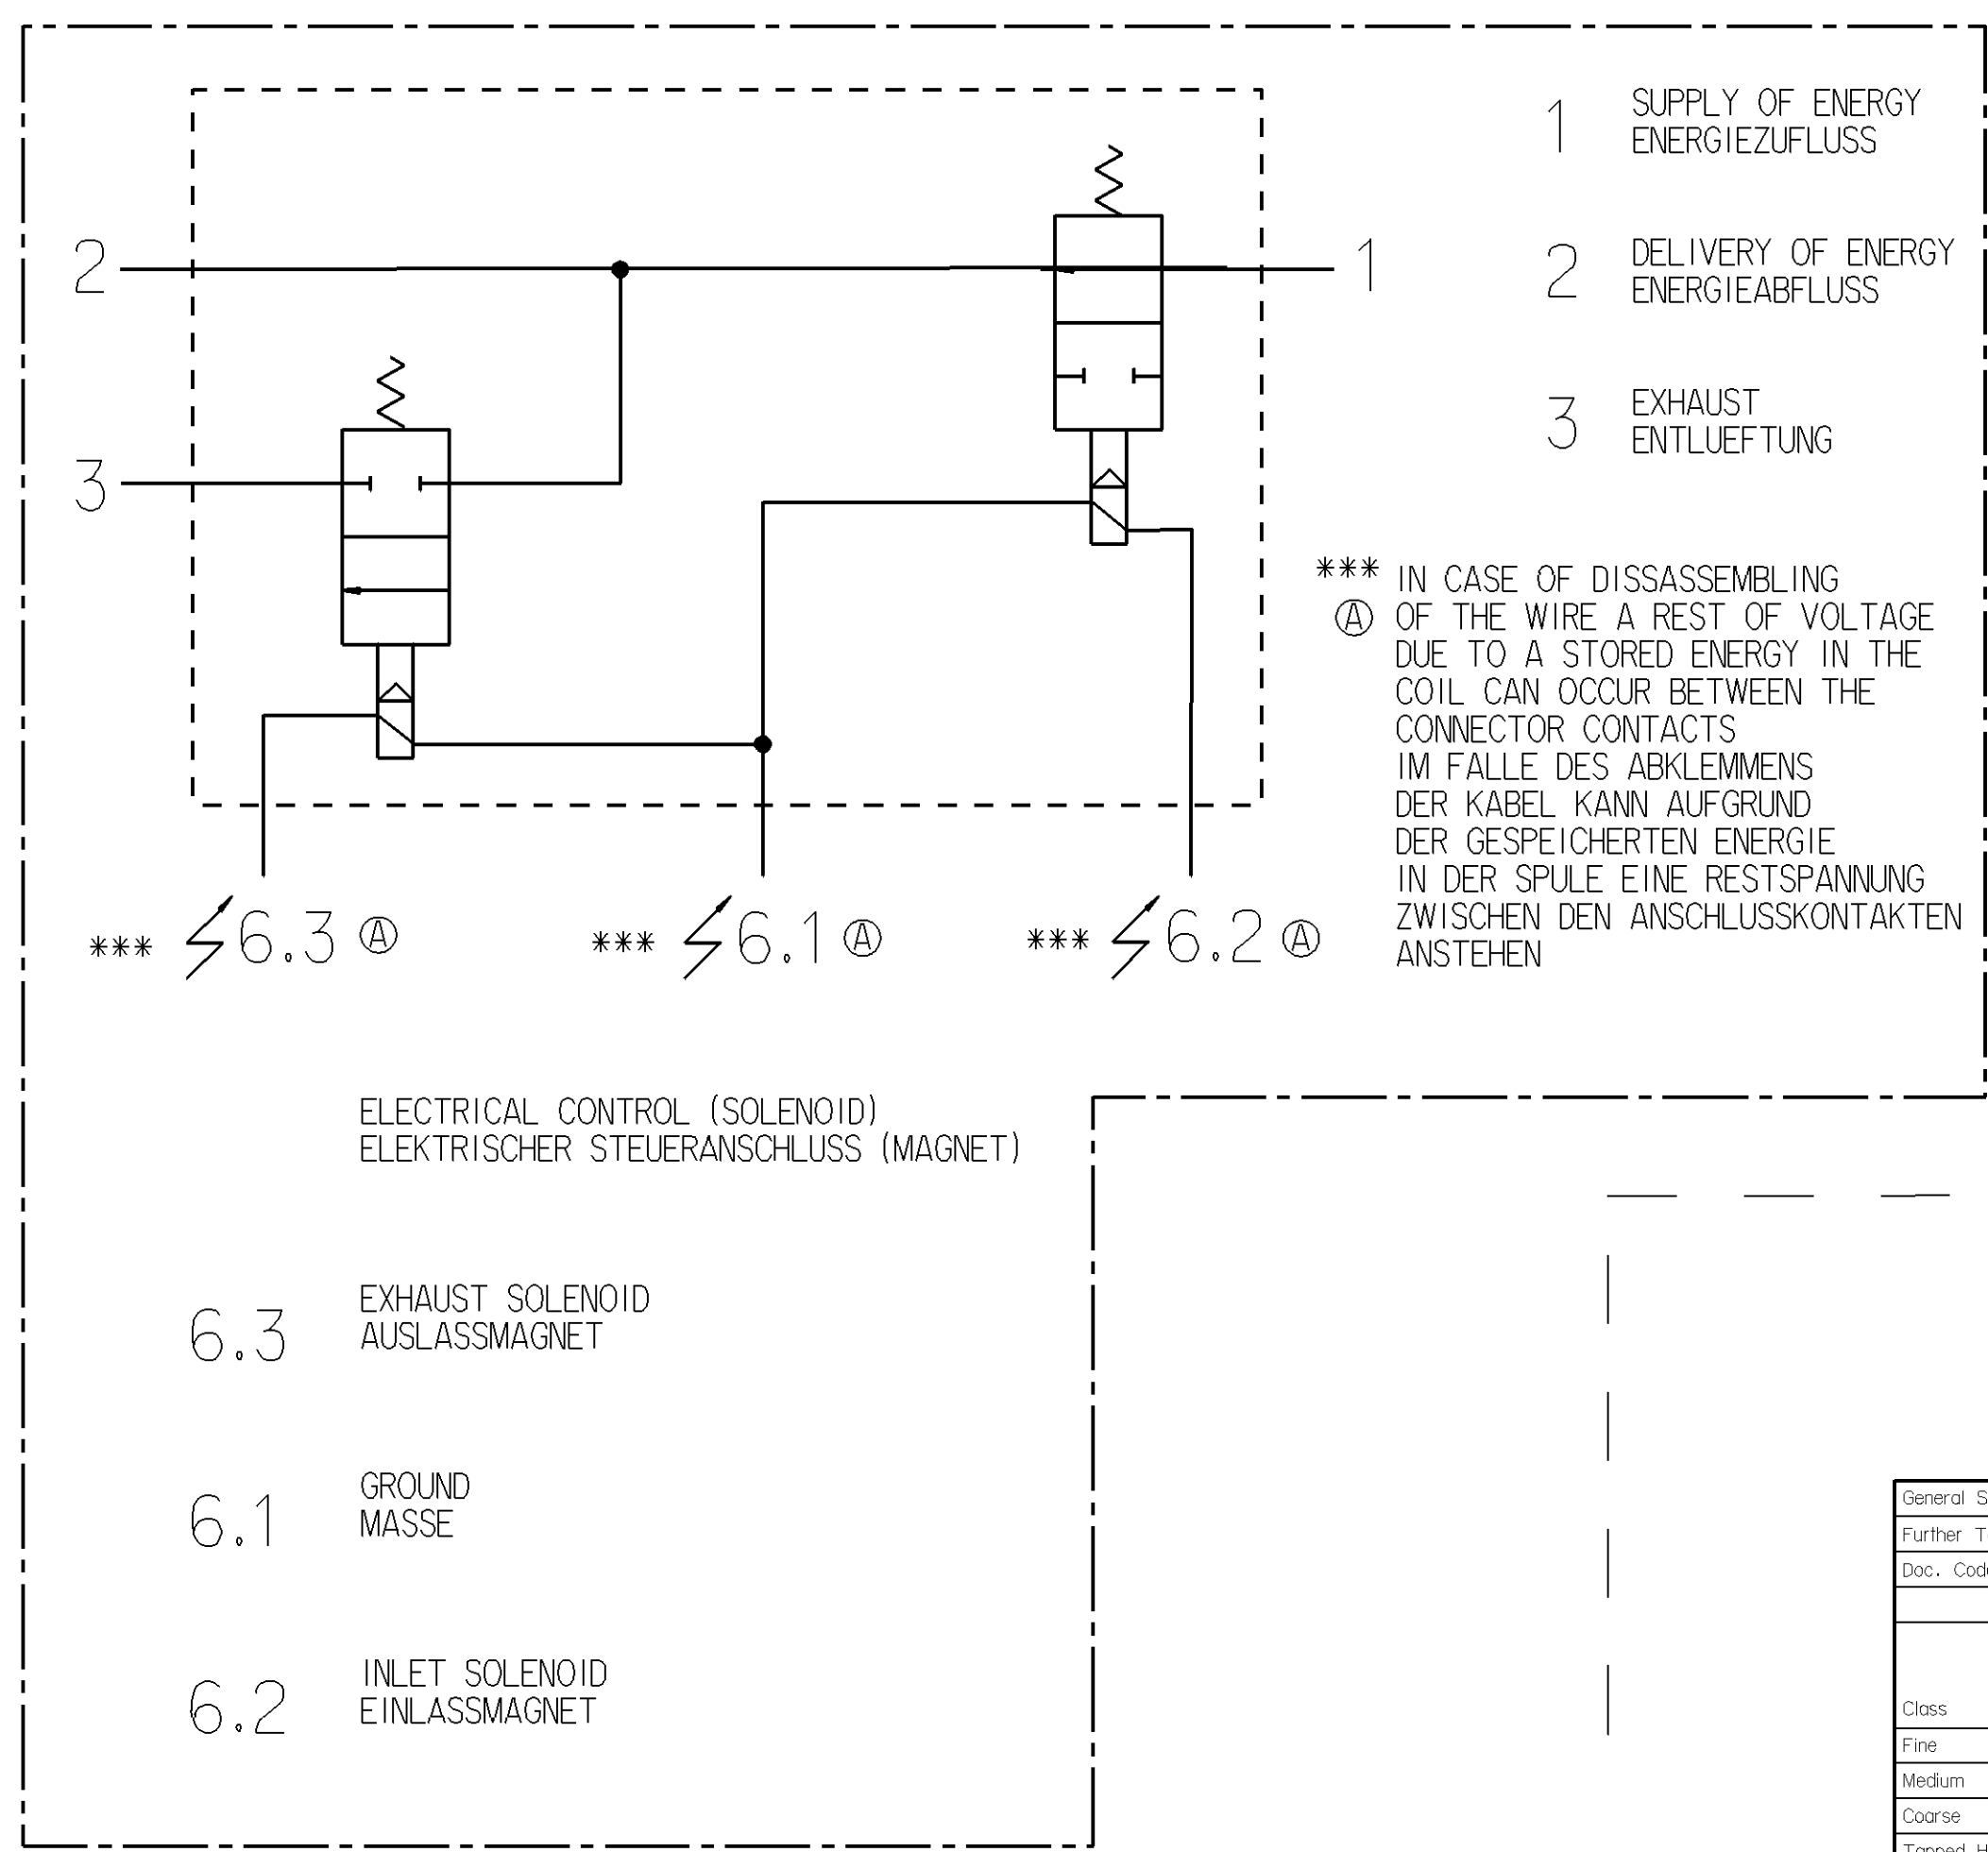 1 SUPPLY OF ENERGY
ENERGIEZUFLUSS
2
1
2 DELIVERY OF ENERGY
ENERGIEABFLUSS
3
3 EXHAUST
ENTLUEFTUNG
*** IN CASE OF DISSASSEMBLING
Ⓐ OF THE WIRE A REST OF VOLTAGE
DUE TO A STORED ENERGY IN THE
COIL CAN OCCUR BETWEEN THE
CONNECTOR CONTACTS
IM FALLE DES ABKLEMMENS
DER KABEL KANN AUFGRUND
DER GESPEICHERTEN ENERGIE
IN DER SPULE EINE RESTSPANNUNG
ZWISCHEN DEN ANSCHLUSSKONTAKTEN
ANSTEHEN
*** 6.3 Ⓐ
*** 6.1 Ⓐ
*** 6.2 Ⓐ
ELECTRICAL CONTROL (SOLENOID)
ELEKTRISCHER STEUERANSCHLUSS (MAGNET)
6.3 EXHAUST SOLENOID
AUSLASSMAGNET
6.1 GROUND
MASSE
6.2 INLET SOLENOID
EINLASSMAGNET
General
Further
Doc.
Class
Fine
Medium
Coarse